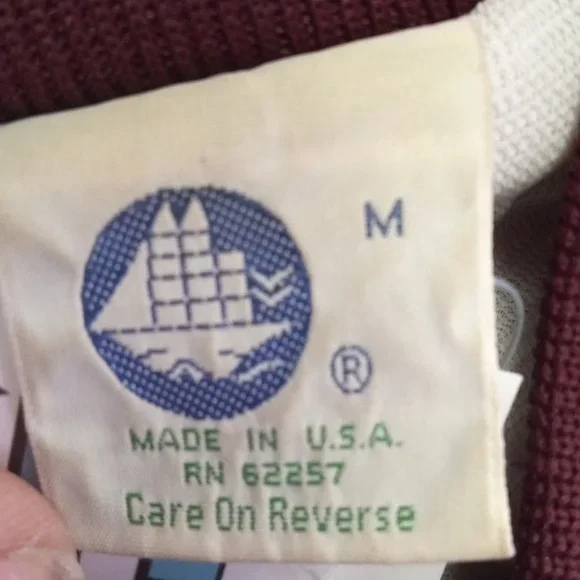 M
®
MADE IN U.S.A.
RN 62257
Care On Reverse